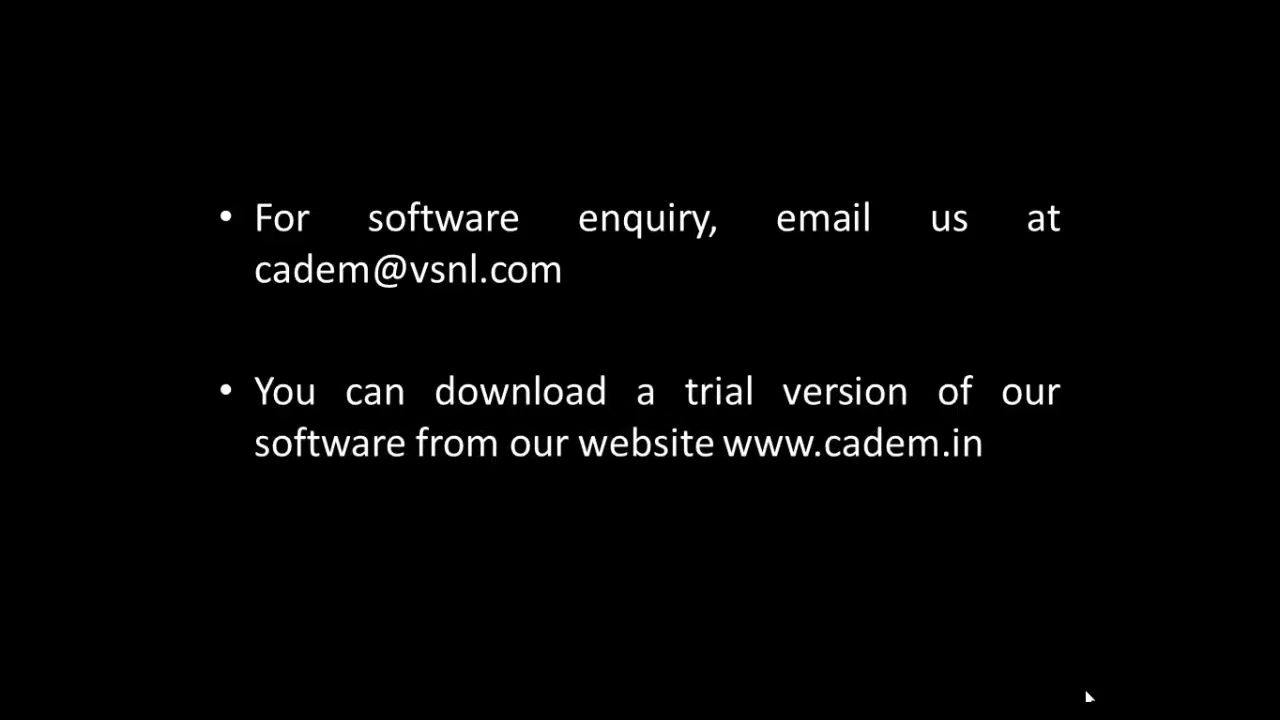 • For software enquiry, email us at
cadem@vsnl.com
• You can download a trial version of our
software from our website www.cadem.in